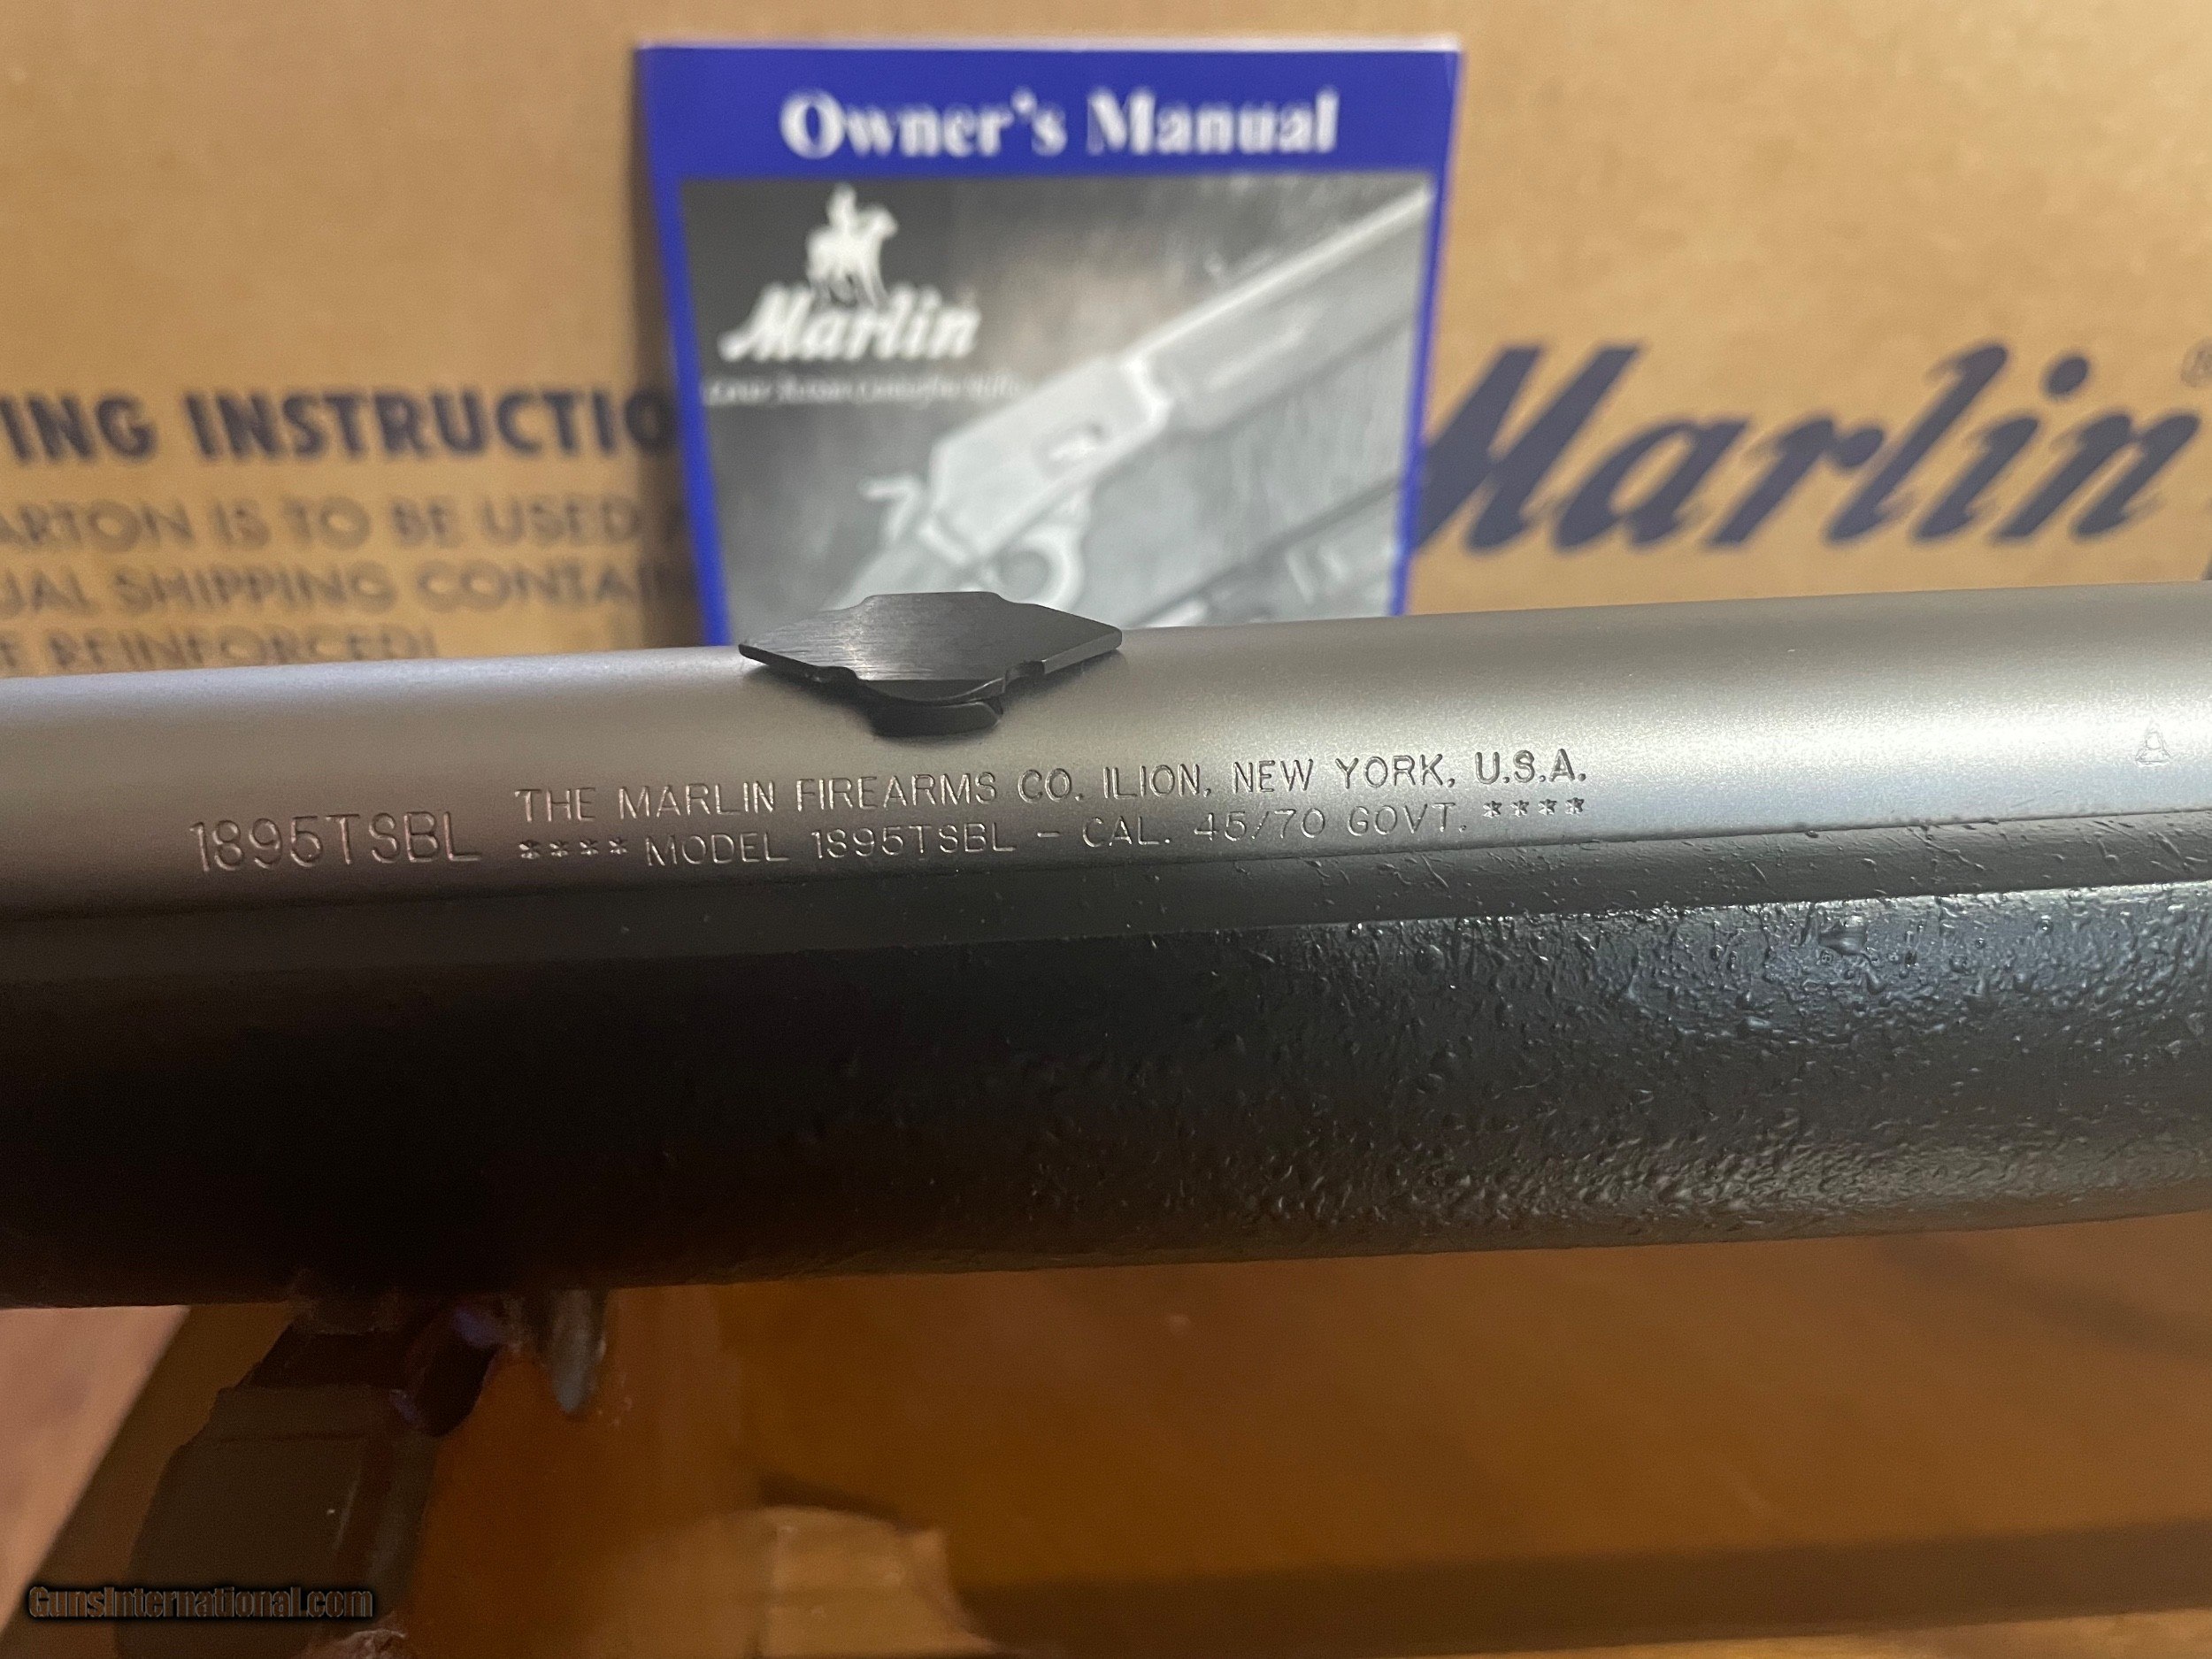 Owner's Manual
Marlin
Marlin®
ING INSTRUCTIO
ARTON IS TO BE USED
UAL SHIPPING CONTA
REINFORCED!
1895TSBL
THE MARLIN FIREARMS CO. ILION, NEW YORK, U.S.A.
**** MODEL 1895TSBL - CAL. 45/70 GOVT. ****
GunsInternational.com